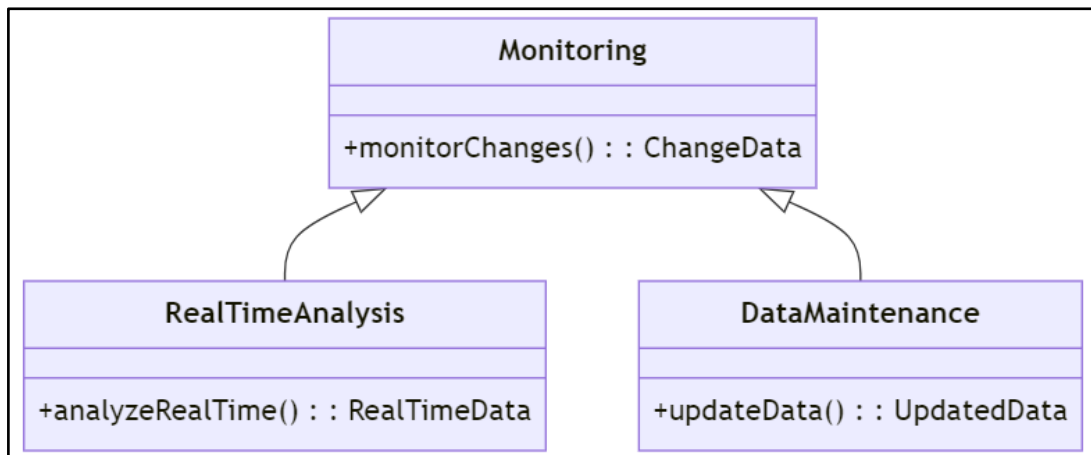 Monitoring
+monitorChanges() : : ChangeData
RealTimeAnalysis
+analyzeRealTime() : : RealTimeData
DataMaintenance
+updateData() : : UpdatedData